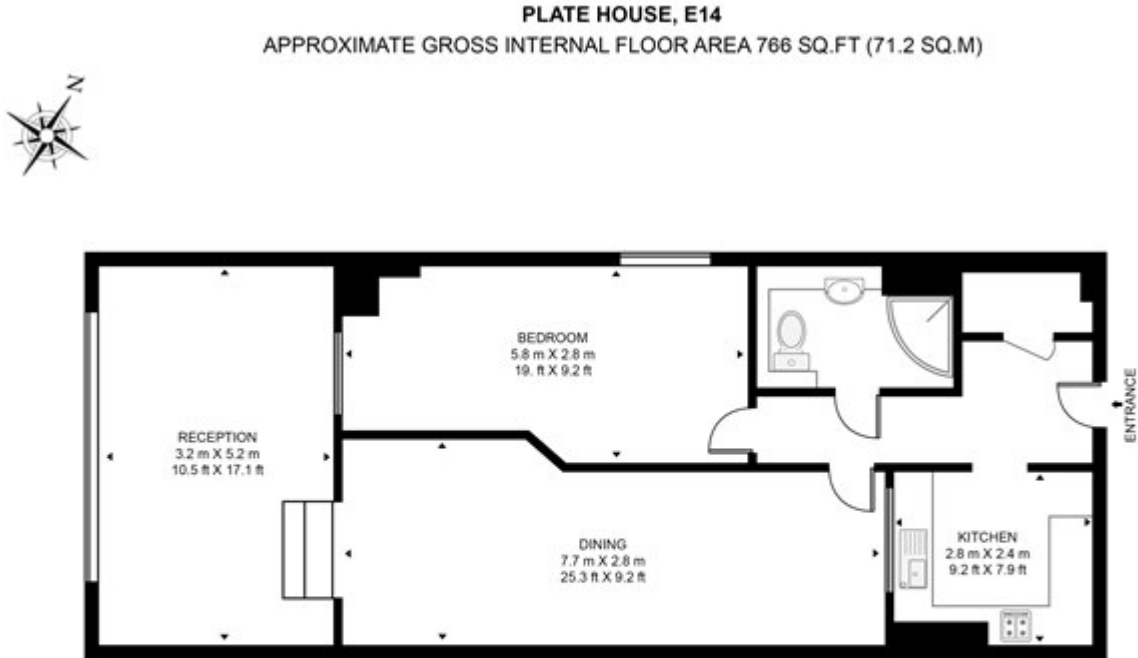 PLATE HOUSE, E14
APPROXIMATE GROSS INTERNAL FLOOR AREA 766 SQ.FT (71.2 SQ.M)
N
BEDROOM
5.8 m X 2.8 m
19. ft X 9.2 ft
RECEPTION
3.2 m X 5.2 m
10.5 ft X 17.1 ft
ENTRANCE
DINING
7.7 m X 2.8 m
25.3 ft X 9.2 ft
KITCHEN
2.8 m X 2.4 m
9.2 ft X 7.9 ft